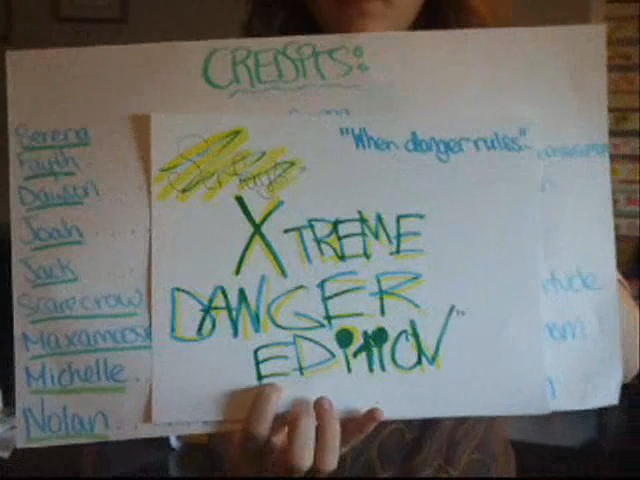 CREDITS:
Serena
Fayth
Dawson
Joah
Jack
Scarecrow
Maxamoose
Michelle
Nolan
"When danger rules"
XTREME
DANGER
EDITION"